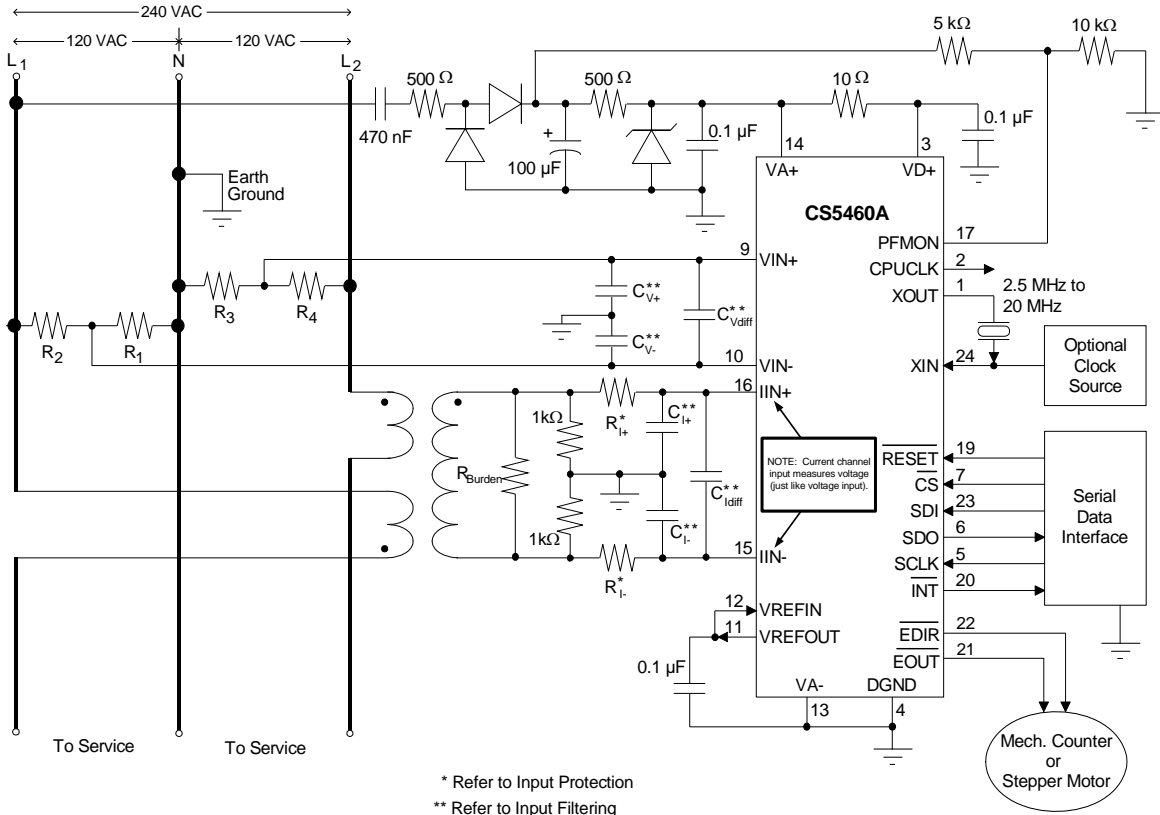 240 VAC
120 VAC
120 VAC
L1
N
L2
5 kΩ
10 kΩ
500 Ω
500 Ω
10 Ω
470 nF
+
100 µF
0.1 µF
0.1 µF
14
3
VA+
VD+
Earth
Ground
CS5460A
PFMON
17
9
VIN+
CPUCLK
2
XOUT
1
2.5 MHz to
20 MHz
R3
R4
CV+**
CVdiff**
CV-**
R2
R1
10
VIN-
XIN
24
Optional
Clock
Source
16
IIN+
1kΩ
RI+*
CI+**
RBurden
CIdiff**
NOTE: Current channel
input measures voltage
(just like voltage input).
1kΩ
CI-**
RI-*
15
IIN-
RESET
19
CS
7
SDI
23
SDO
6
SCLK
5
INT
20
Serial
Data
Interface
12
VREFIN
11
VREFOUT
EDIR
22
EOUT
21
0.1 µF
VA-
DGND
13
4
To Service
To Service
Mech. Counter
or
Stepper Motor
* Refer to Input Protection
** Refer to Input Filtering